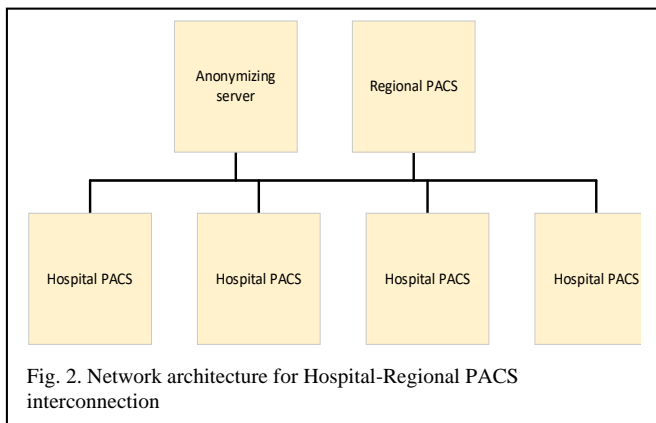 Anonymizing
server
Regional PACS
Hospital PACS
Hospital PACS
Hospital PACS
Hospital PACS
Fig. 2. Network architecture for Hospital-Regional PACS
interconnection